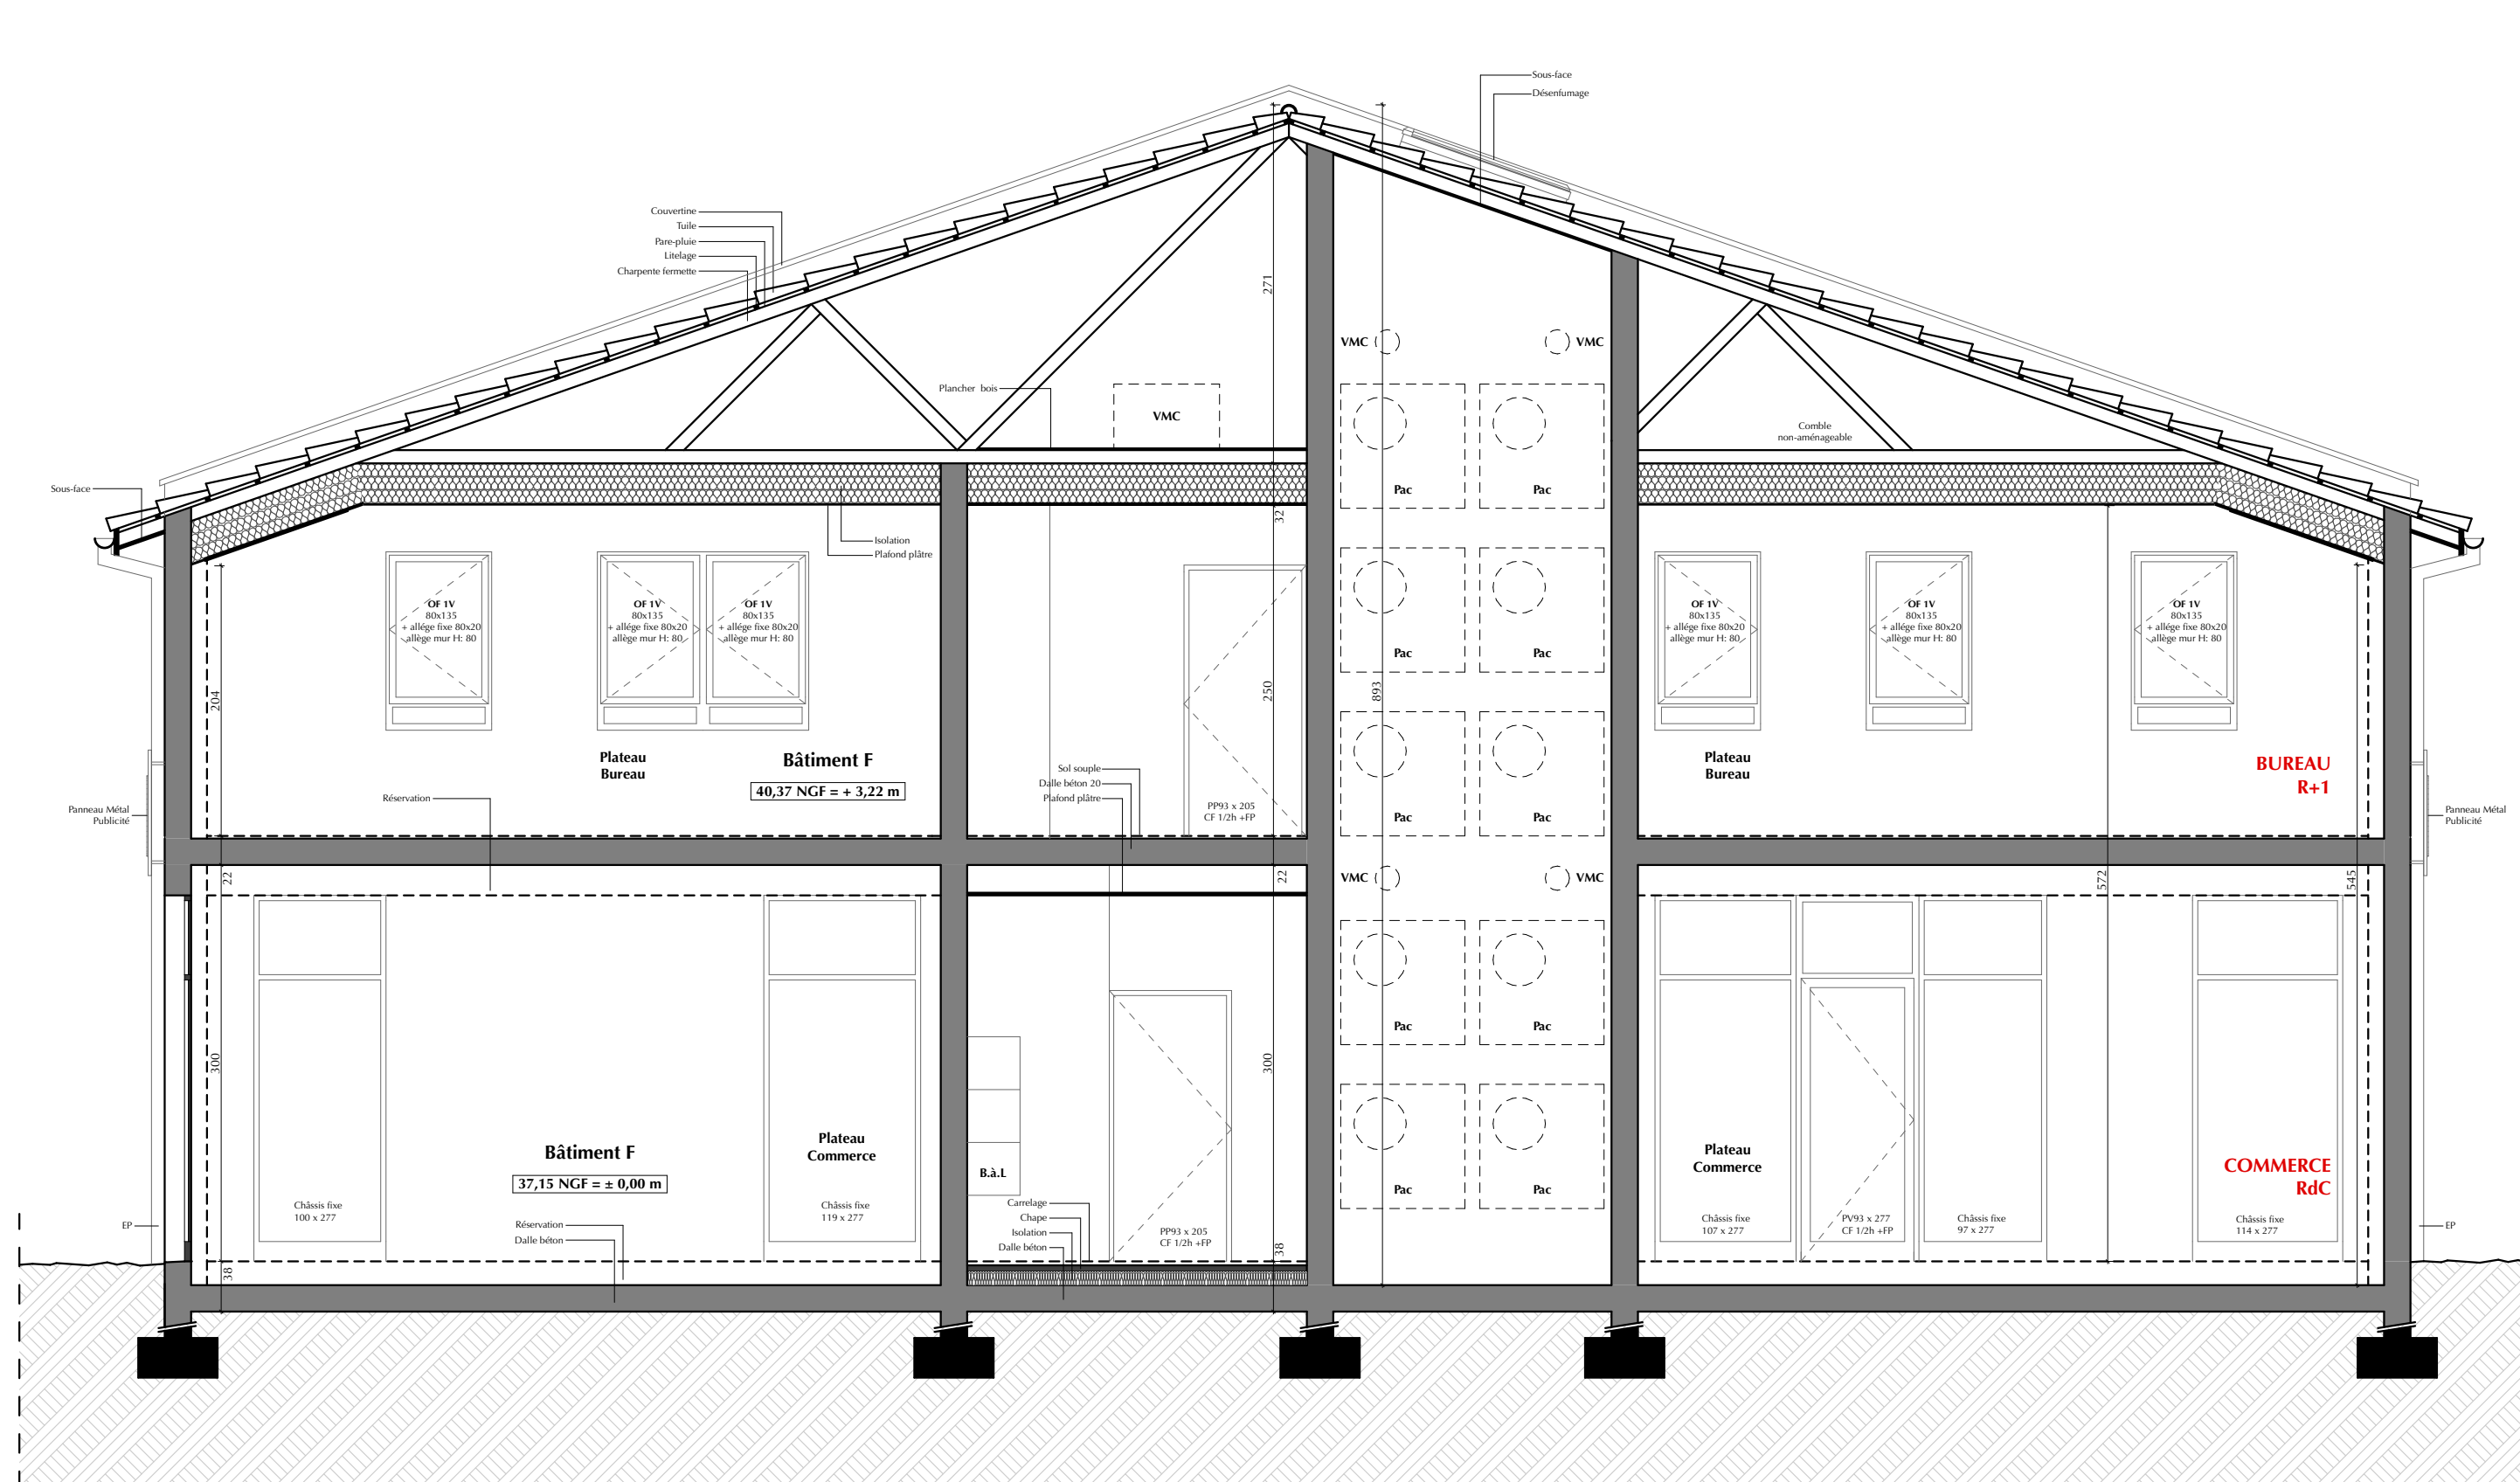 Sous-face
Désenfumage
Couvertine
Tuile
Pare-pluie
Litelage
Charpente fermette
271
VMC
VMC
Plancher bois
VMC
Comble
non-aménageable
Sous-face
Pac
Pac
32
Isolation
Plafond plâtre
OF 1V
80x135
+ allége fixe 80x20
allège mur H: 80
OF 1V
80x135
+ allége fixe 80x20
allège mur H: 80
OF 1V
80x135
+ allége fixe 80x20
allège mur H: 80
OF 1V
80x135
+ allége fixe 80x20
allège mur H: 80
OF 1V
80x135
+ allége fixe 80x20
allège mur H: 80
OF 1V
80x135
+ allége fixe 80x20
allège mur H: 80
Pac
Pac
204
250
893
Plateau
Bureau
Bâtiment F
40,37 NGF = + 3,22 m
Sol souple
Dalle béton 20
Plafond plâtre
PP93 x 205
CF 1/2h +FP
Plateau
Bureau
BUREAU
R+1
Réservation
Panneau Métal
Publicité
Pac
Pac
Panneau Métal
Publicité
22
22
VMC
VMC
572
545
300
300
Pac
Pac
Bâtiment F
37,15 NGF = ± 0,00 m
Plateau
Commerce
B.à.L
Plateau
Commerce
COMMERCE
RdC
Pac
Pac
Châssis fixe
100 x 277
Châssis fixe
119 x 277
Carrelage
Chape
Isolation
Dalle béton
PP93 x 205
CF 1/2h +FP
Châssis fixe
107 x 277
PV93 x 277
CF 1/2h +FP
Châssis fixe
97 x 277
Châssis fixe
114 x 277
EP
Réservation
Dalle béton
EP
38
38